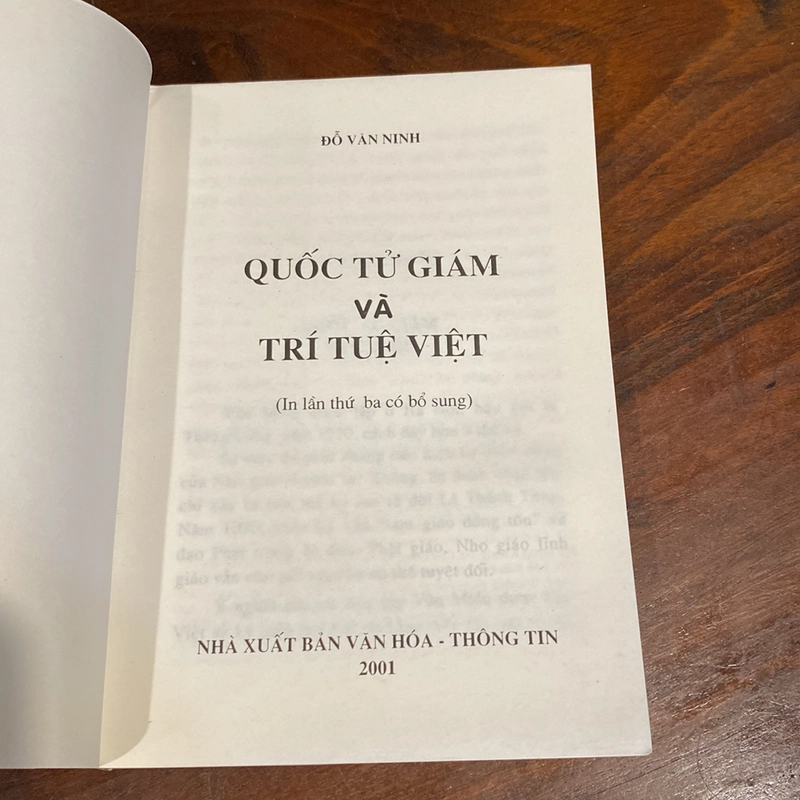 ĐỖ VĂN NINH
QUỐC TỬ GIÁM
VÀ
TRÍ TUỆ VIỆT
(In lần thứ ba có bổ sung)
NHÀ XUẤT BẢN VĂN HÓA - THÔNG TIN
2001